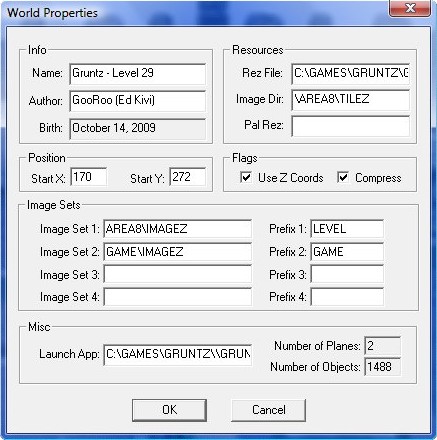 World Properties
Info
Name: Gruntz - Level 29
Author: GooRoo (Ed Kivi)
Birth: October 14, 2009
Resources
Rez File: C:\GAMES\GRUNTZ\G
Image Dir: \AREA8\TILEZ
Pal Rez:
Position
Start X: 170 Start Y: 272
Flags
Use Z Coords Compress
Image Sets
Image Set 1: AREA8\IMAGEZ Prefix 1: LEVEL
Image Set 2: GAME\IMAGEZ Prefix 2: GAME
Image Set 3: Prefix 3:
Image Set 4: Prefix 4:
Misc
Launch App: C:\GAMES\GRUNTZ\\GRUN
Number of Planes: 2
Number of Objects: 1488
OK Cancel